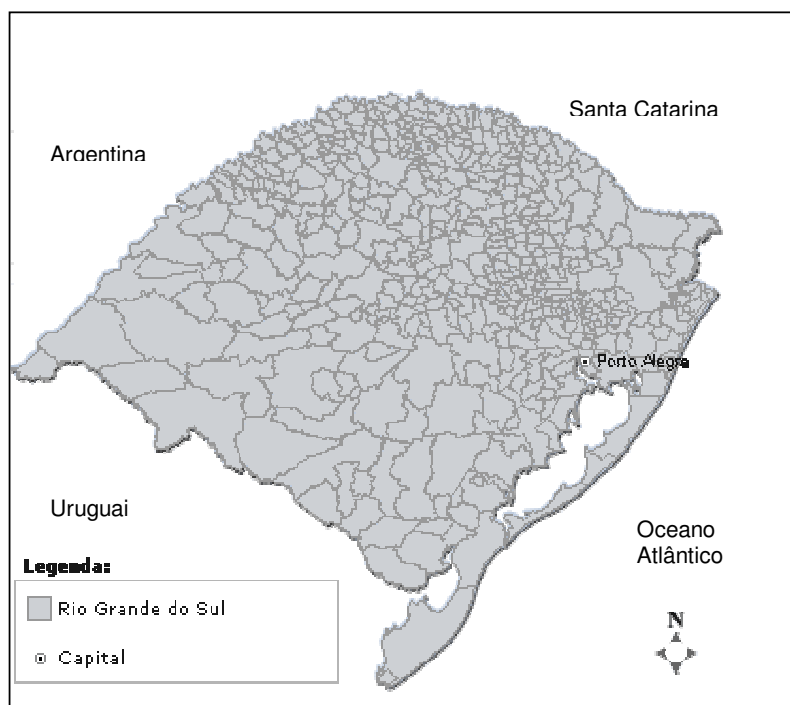 Santa Catarina
Argentina
Porto Alegre
Uruguai
Oceano
Atlântico
Legenda:
Rio Grande do Sul
Capital
N